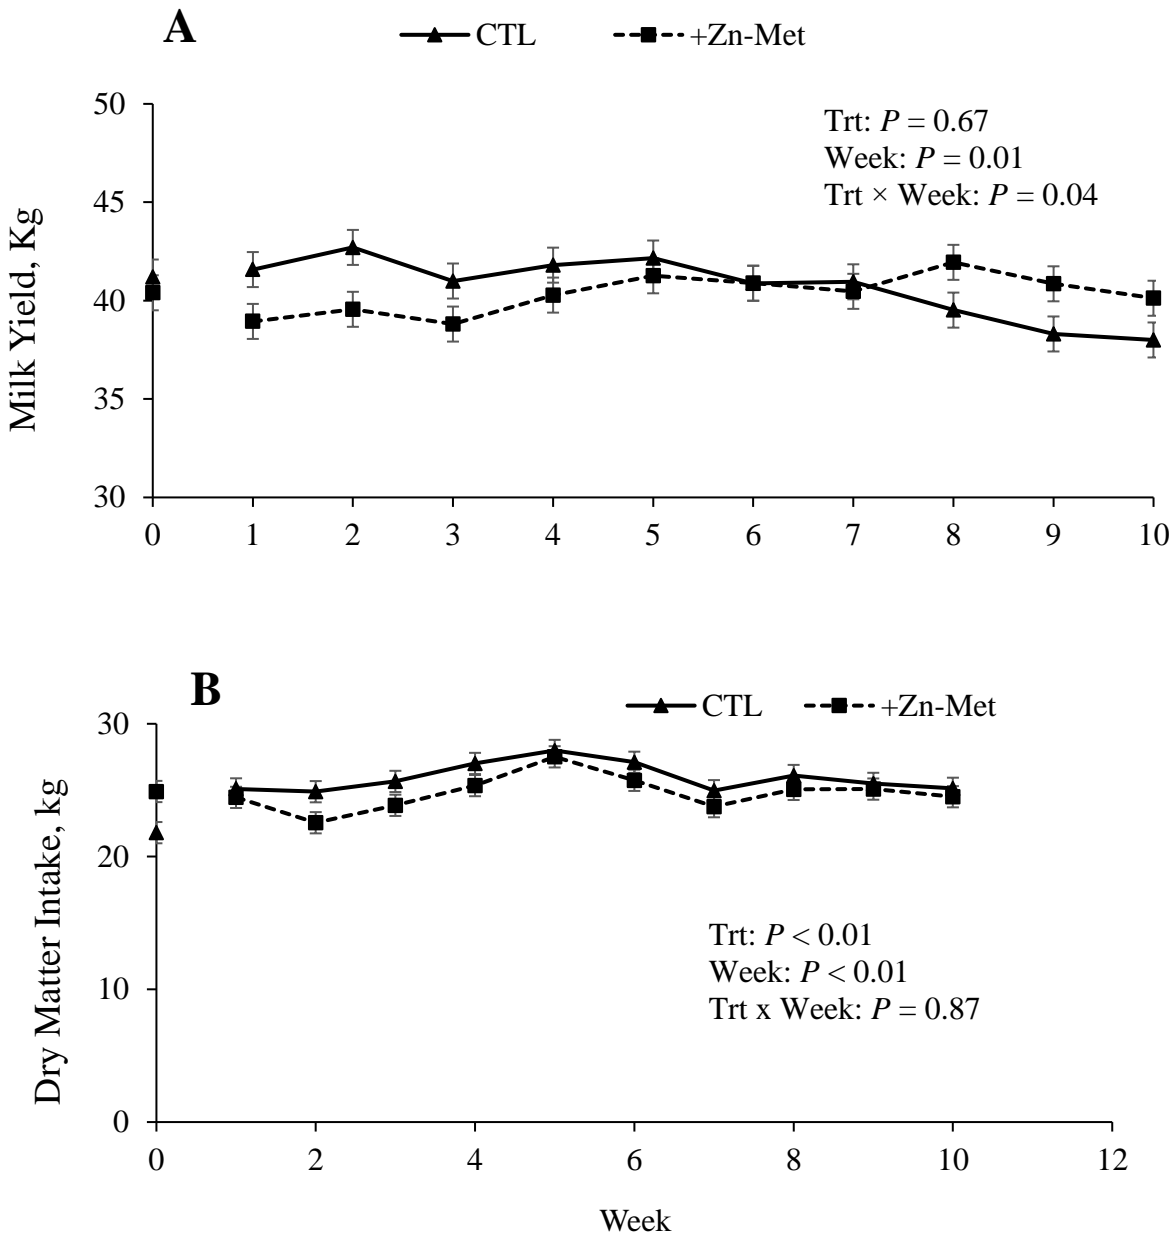 A
CTL
+Zn-Met
50
Trt: P = 0.67
Week: P = 0.01
Trt × Week: P = 0.04
45
40
35
30
Milk Yield, Kg
0 1 2 3 4 5 6 7 8 9 10
B
CTL
+Zn-Met
30
20
Trt: P < 0.01
Week: P < 0.01
Trt x Week: P = 0.87
10
0
Dry Matter Intake, kg
0 2 4 6 8 10 12
Week